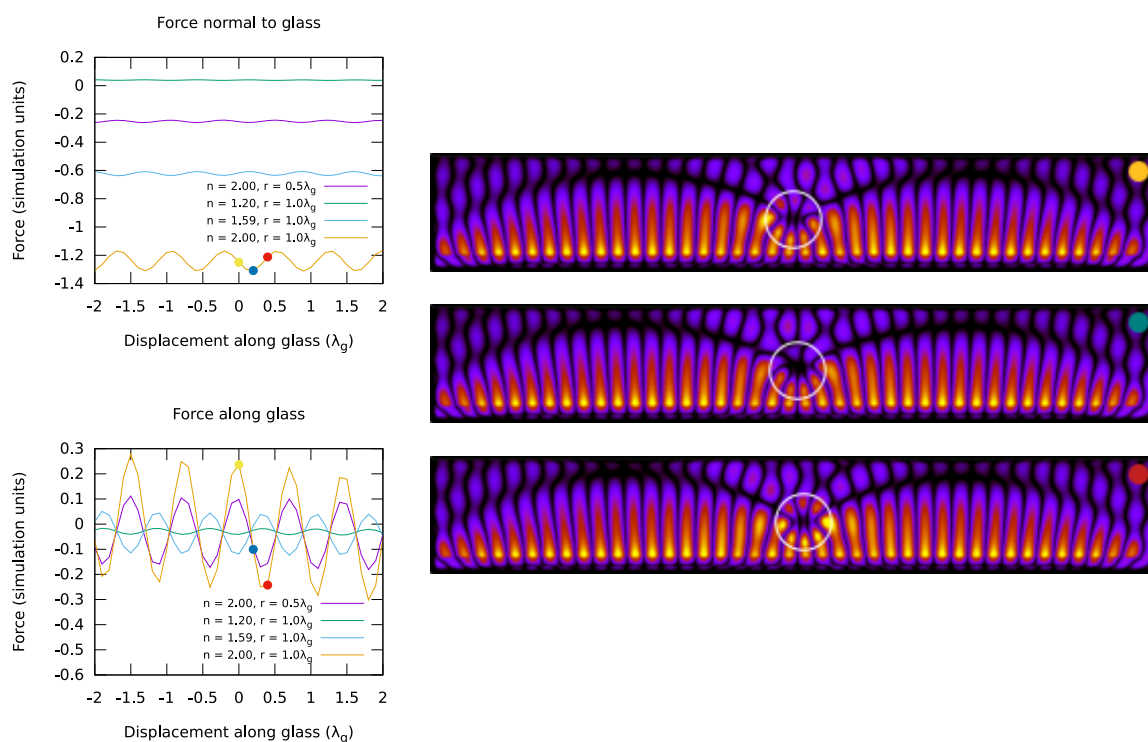 Force normal to glass
Force (simulation units)
0.2
0
-0.2
-0.4
-0.6
-0.8
-1
-1.2
-1.4
n = 2.00, r = 0.5λg
n = 1.20, r = 1.0λg
n = 1.59, r = 1.0λg
n = 2.00, r = 1.0λg
-2 -1.5 -1 -0.5 0 0.5 1 1.5 2
Displacement along glass (λg)
Force along glass
Force (simulation units)
0.3
0.2
0.1
0
-0.1
-0.2
-0.3
-0.4
-0.5
-0.6
n = 2.00, r = 0.5λg
n = 1.20, r = 1.0λg
n = 1.59, r = 1.0λg
n = 2.00, r = 1.0λg
-2 -1.5 -1 -0.5 0 0.5 1 1.5 2
Displacement along glass (λg)